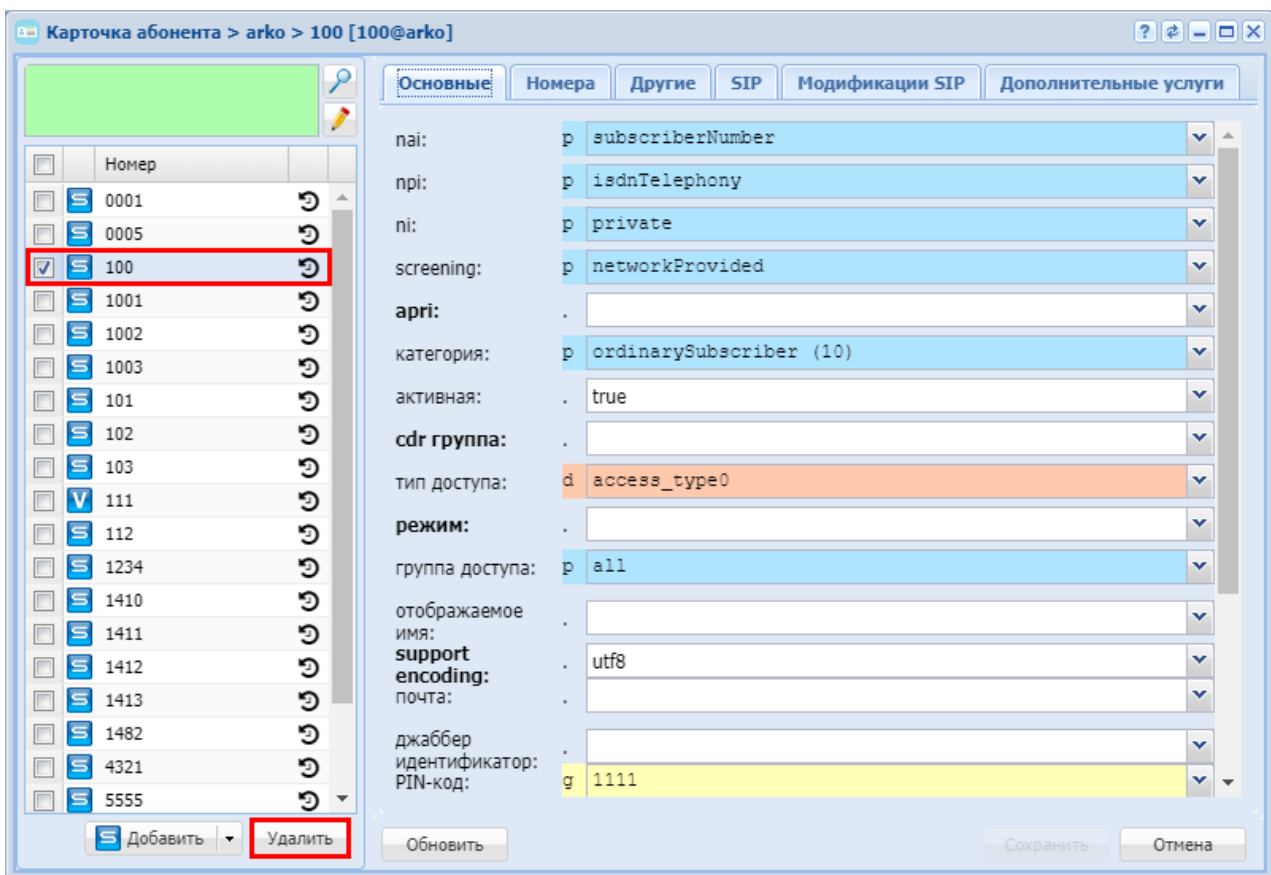 Карточка абонента > arko > 100 [100@arko]
Номер
0001
0005
100
1001
1002
1003
101
102
103
111
112
1234
1410
1411
1412
1413
1482
4321
5555
Добавить
Удалить
Основные Номера Другие SIP Модификации SIP Дополнительные услуги
nai: p subscriberNumber
npi: p isdnTelephony
ni: p private
screening: p networkProvided
apri: .
категория: p ordinarySubscriber (10)
активная: . true
cdr группа: .
тип доступа: d access_type0
режим: .
группа доступа: p all
отображаемое
имя: .
support
encoding: . utf8
почта: .
джаббер
идентификатор: .
PIN-код: g 1111
Обновить Сохранить Отмена